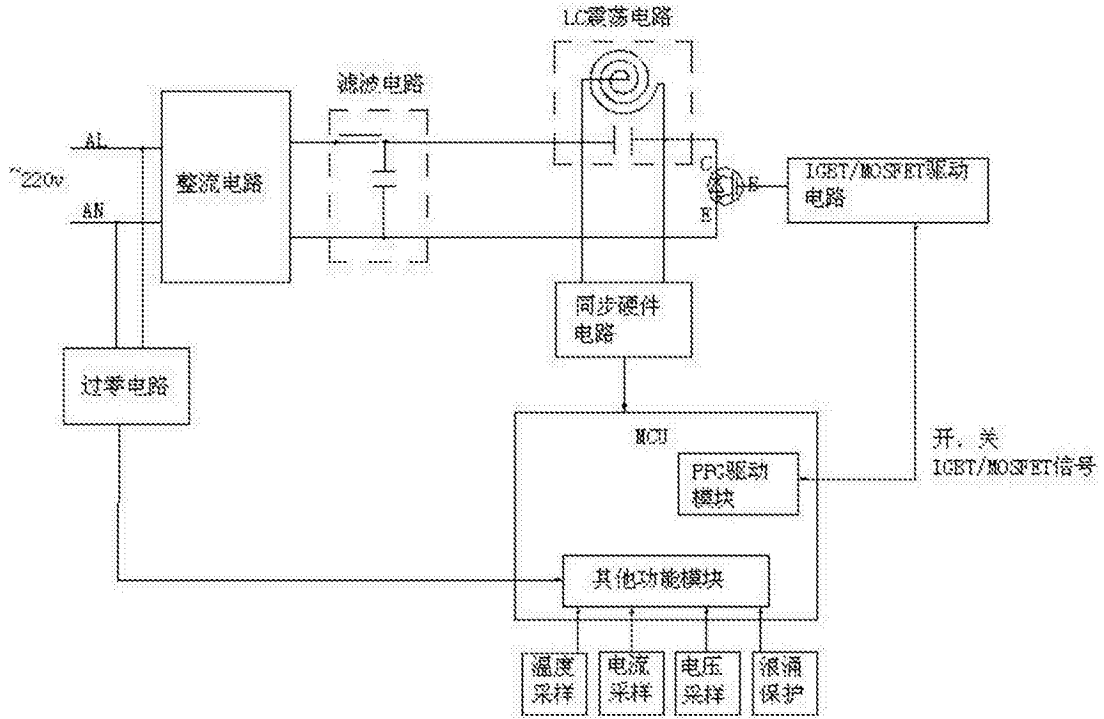 LC震荡电路
滤波电路
AL
~220v
整流电路
AN
C
E
E
IGET/MOSFET驱动
电路
同步硬件
电路
过零电路
MCU
PPG驱动
模块
开、关
IGET/MOSFET信号
其他功能模块
温度
采样
电流
采样
电压
采样
浪涌
保护